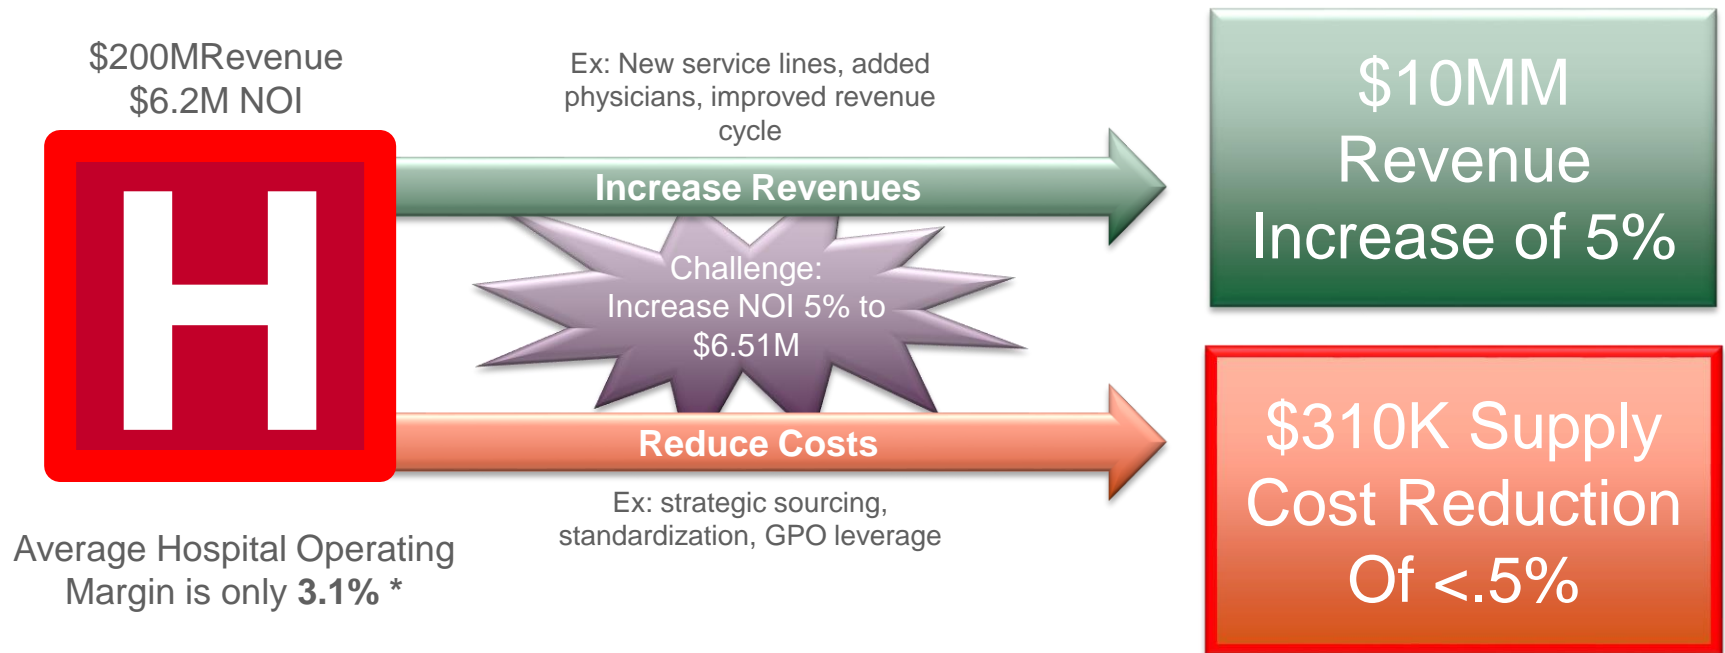 $200MRevenue
$6.2M NOI
H
Average Hospital Operating
Margin is only 3.1% *
Ex: New service lines, added
physicians, improved revenue
cycle
Increase Revenues
Challenge:
Increase NOI 5% to
$6.51M
Reduce Costs
Ex: strategic sourcing,
standardization, GPO leverage
$10MM
Revenue
Increase of 5%
$310K Supply
Cost Reduction
Of <.5%